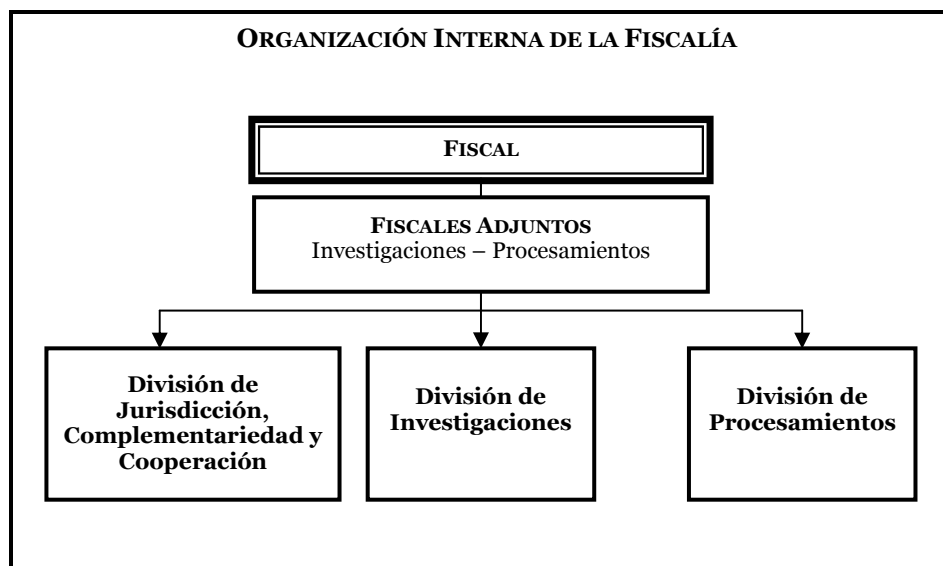 ORGANIZACIÓN INTERNA DE LA FISCALÍA
FISCAL
FISCALES ADJUNTOS
Investigaciones – Procesamientos
División de
Jurisdicción,
Complementariedad y
Cooperación
División de
Investigaciones
División de
Procesamientos